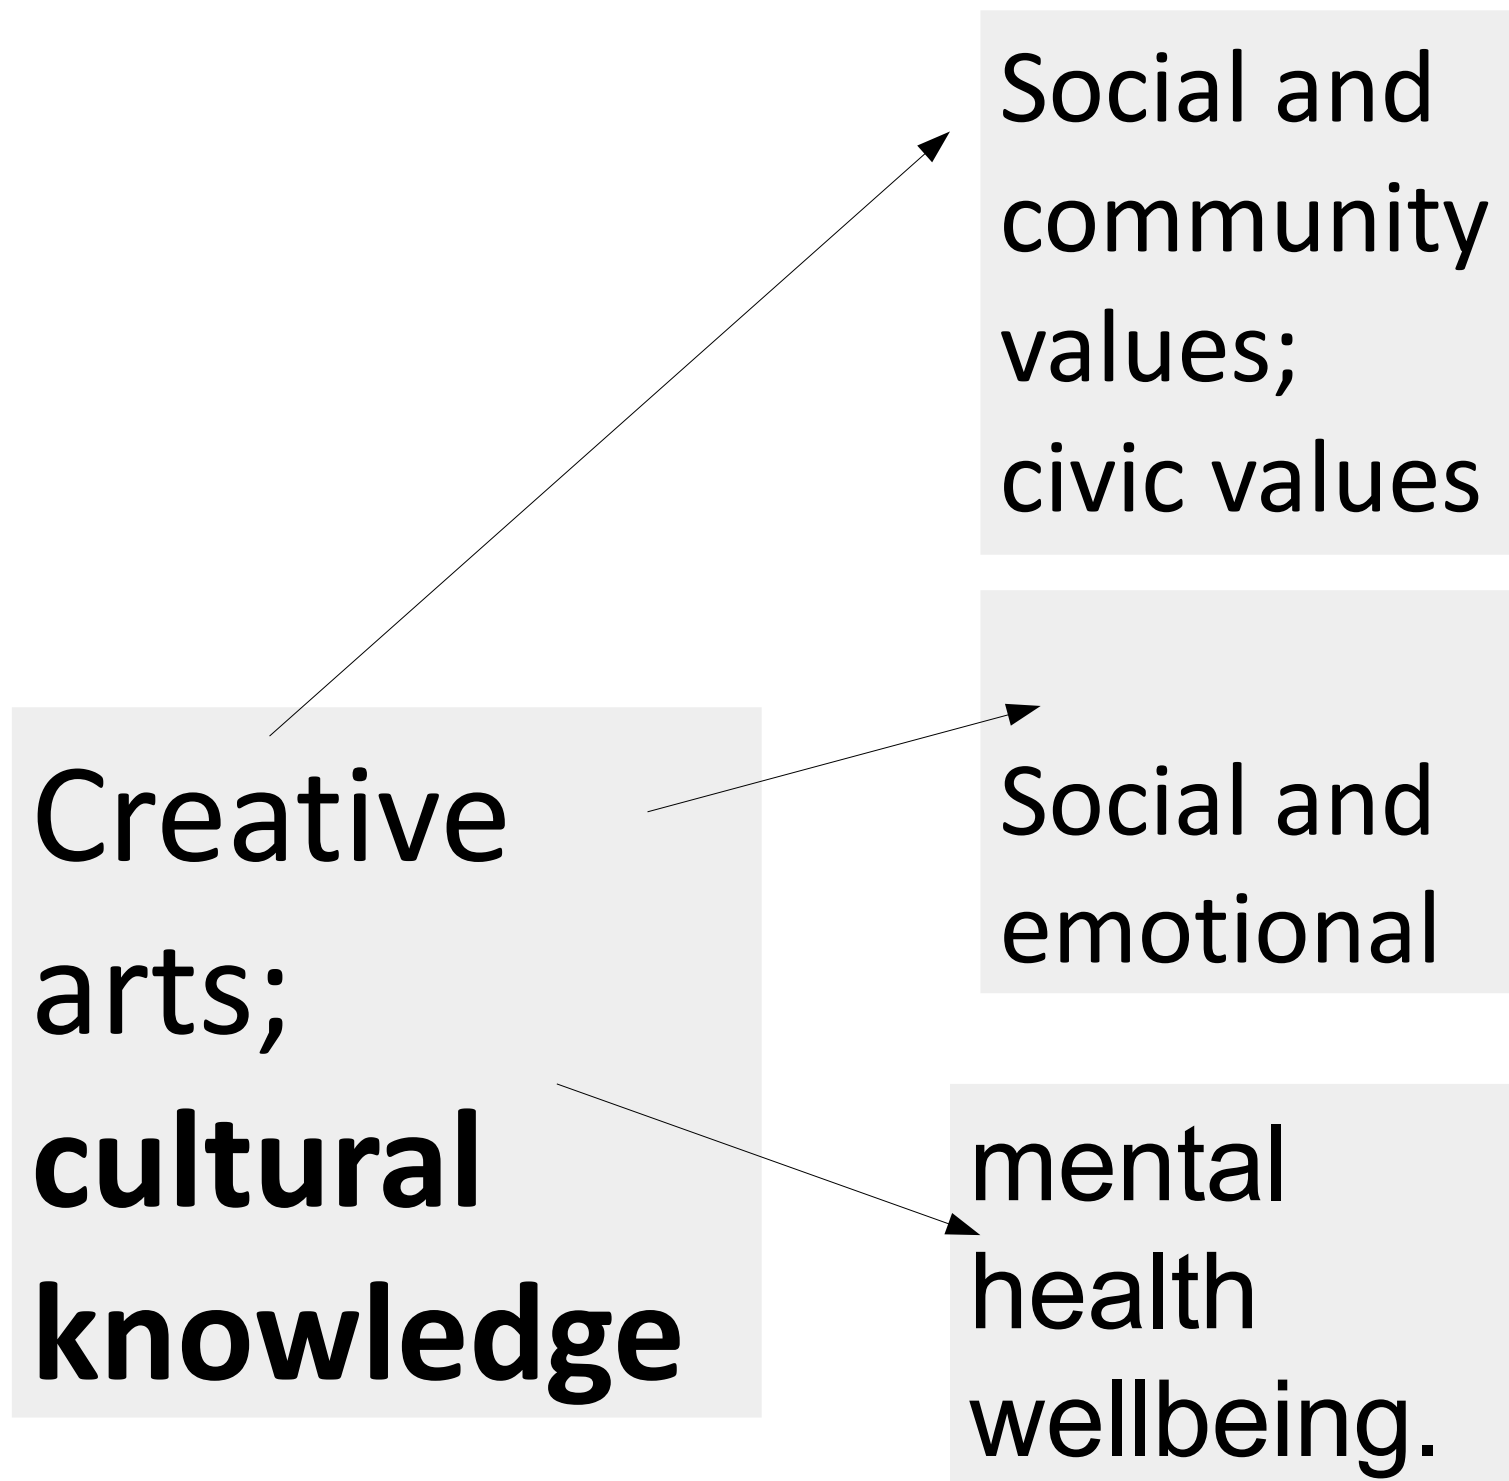 Social and
community
values;
civic values
Creative
arts;
cultural
knowledge
Social and
emotional
mental
health
wellbeing.